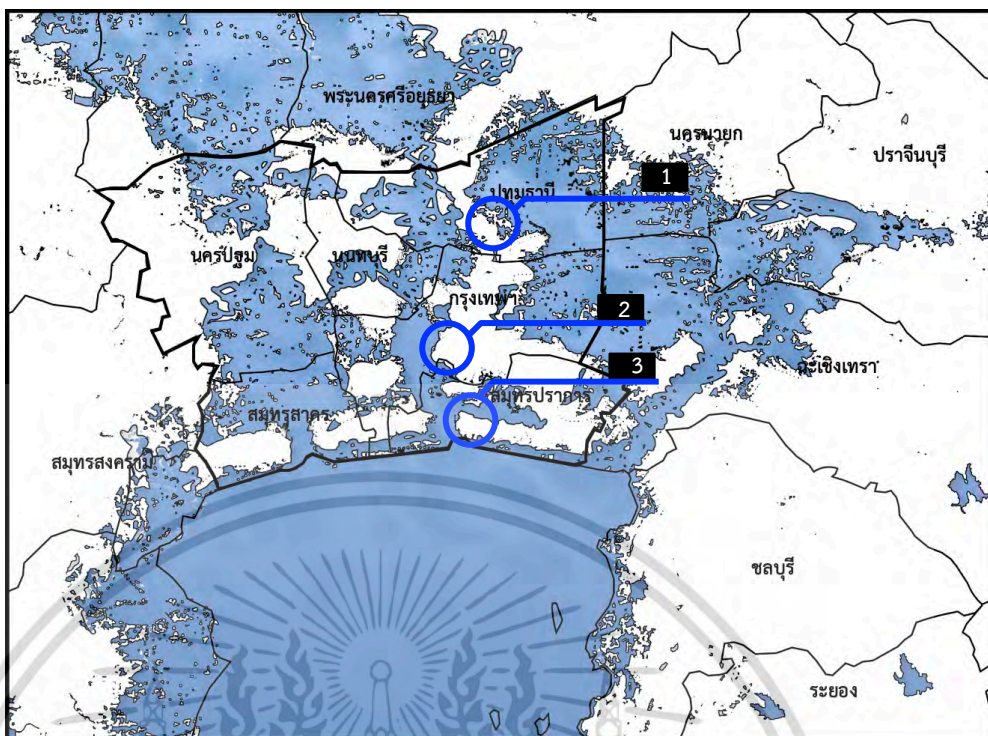 พระนครศรีอยุธยา
นครนายก
ปราจีนบุรี
1
ปทุมธานี
นครปฐม
นนทบุรี
กรุงเทพฯ
2
3
ฉะเชิงเทรา
สมุทรปราการ
สมุทรสาคร
สมุทรสงคราม
ชลบุรี
ระยอง